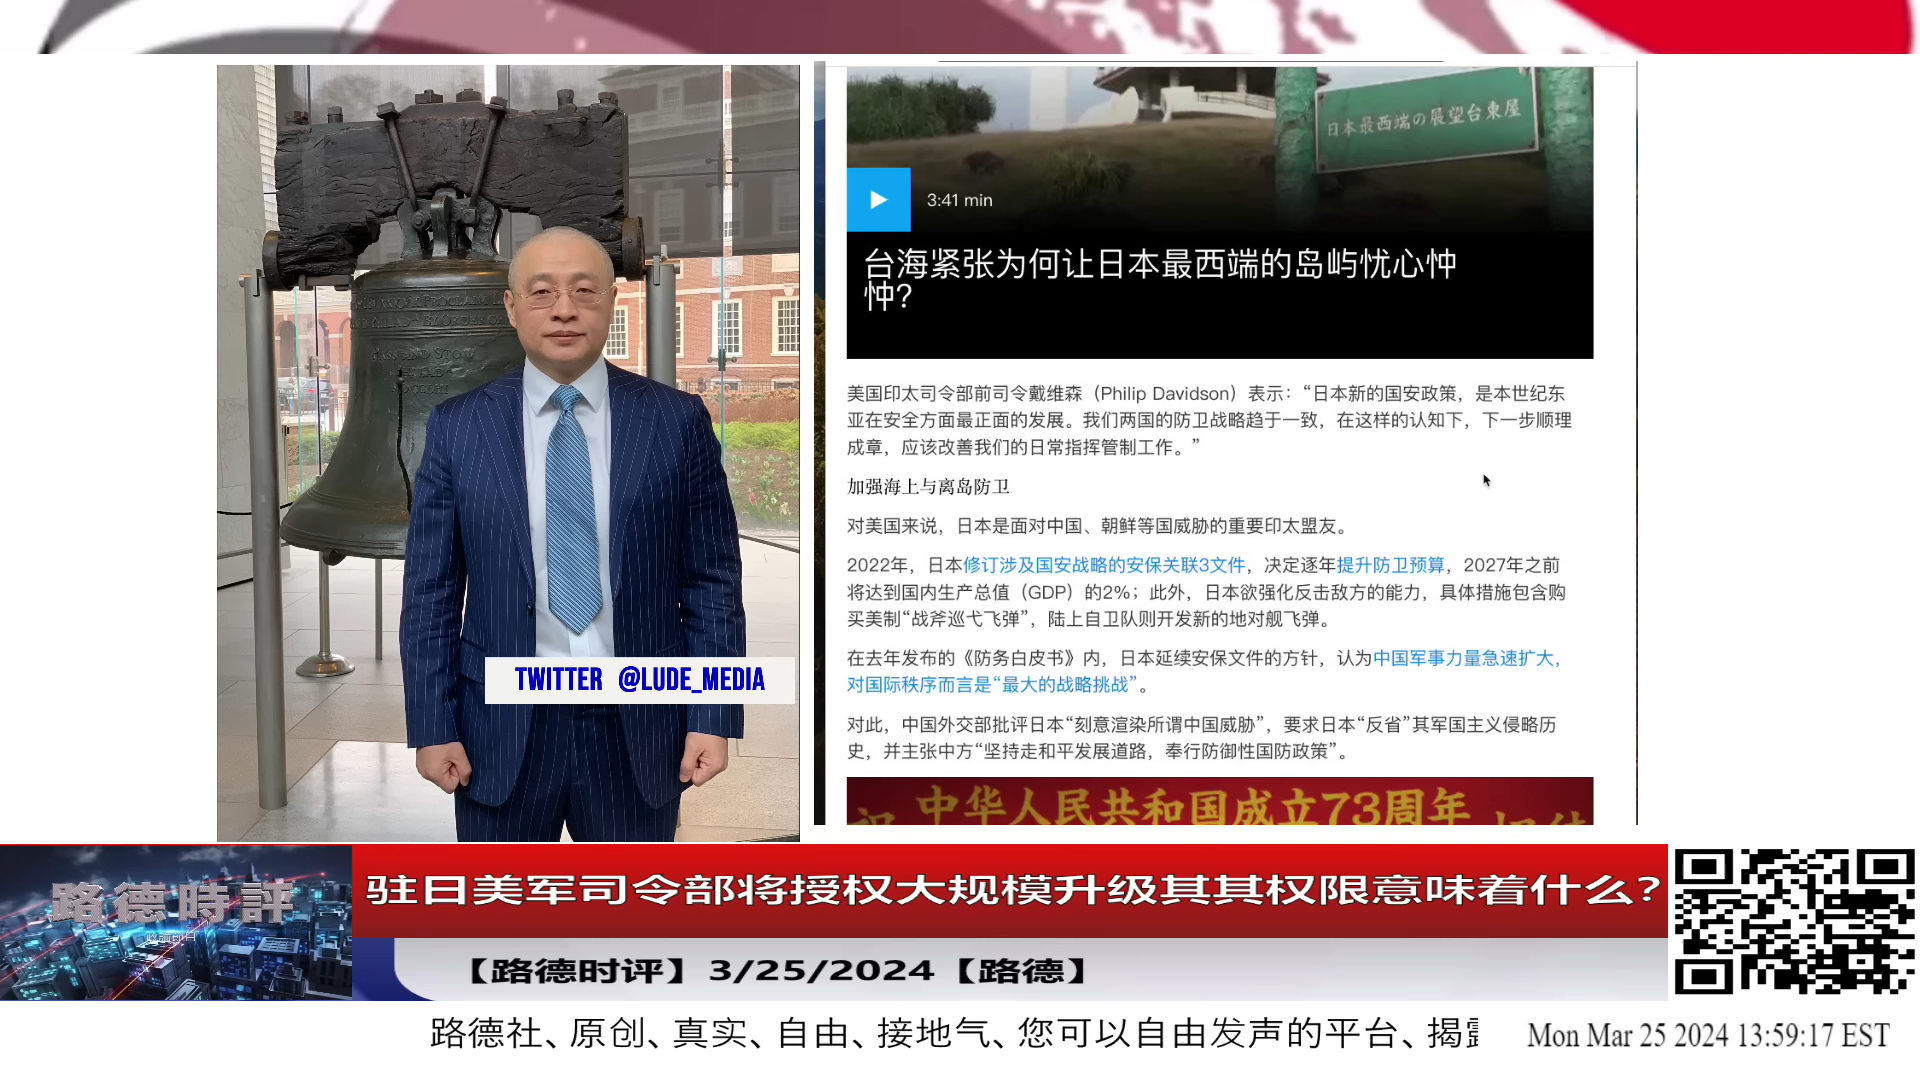 日本最西端の展望台東屋
3:41 min
台海紧张为何让日本最西端的岛屿忧心忡
忡?
PASS AND STOW
TWITTER @LUDE_MEDIA
美国印太司令部前司令戴维森（Philip Davidson）表示：“日本新的国安政策，是本世纪东
亚在安全方面最正面的发展。我们两国的防卫战略趋于一致，在这样的认知下，下一步顺理
成章，应该改善我们的日常指挥管制工作。”
加强海上与离岛防卫
对美国来说，日本是面对中国、朝鲜等国威胁的重要印太盟友。
2022年，日本修订涉及国安战略的安保关联3文件，决定逐年提升防卫预算，2027年之前
将达到国内生产总值（GDP）的2%；此外，日本欲强化反击敌方的能力，具体措施包含购
买美制“战斧巡弋飞弹”，陆上自卫队则开发新的地对舰飞弹。
在去年发布的《防务白皮书》内，日本延续安保文件的方针，认为中国军事力量急速扩大，
对国际秩序而言是“最大的战略挑战”。
对此，中国外交部批评日本“刻意渲染所谓中国威胁”，要求日本“反省”其军国主义侵略历
史，并主张中方“坚持走和平发展道路，奉行防御性国防政策”。
中华人民共和国成立73周年
路德時評
驻日美军司令部将授权大规模升级其其权限意味着什么?
【路德时评】3/25/2024【路德】
路德社、原创、真实、自由、接地气、您可以自由发声的平台、揭露
Mon Mar 25 2024 13:59:17 EST